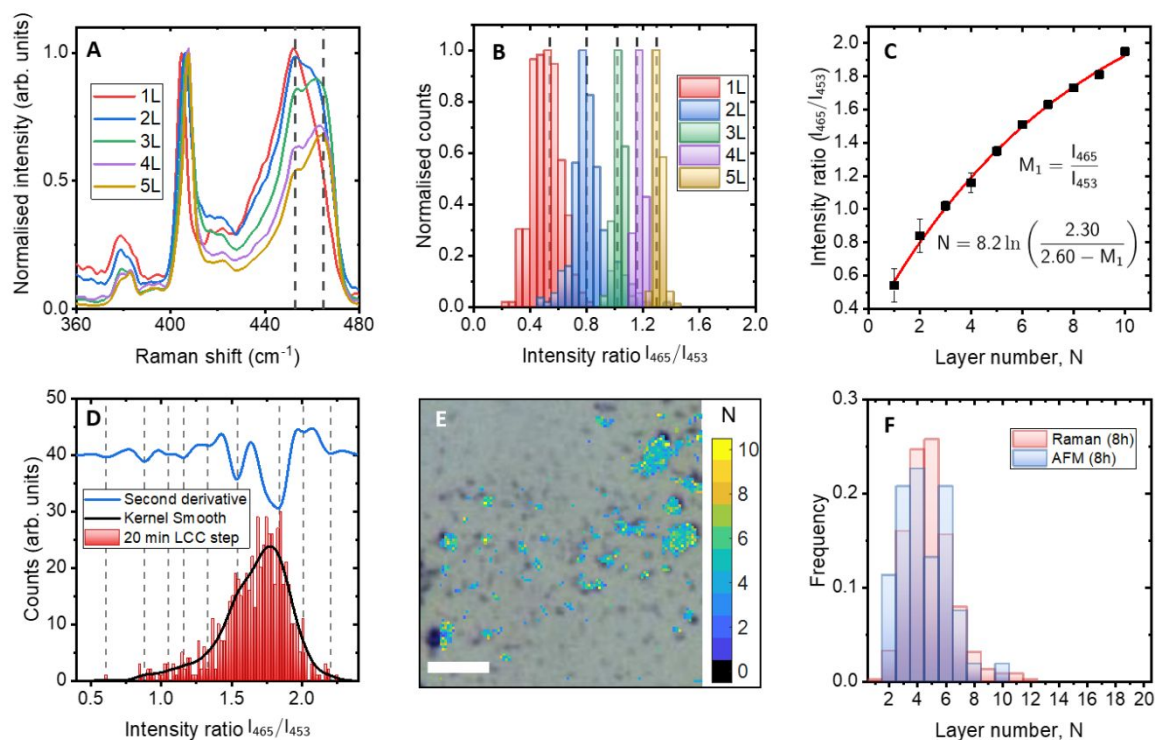 A
Normalised intensity (arb. units)
1.0
0.5
0.0
1L
2L
3L
4L
5L
360 400 440 480
Raman shift (cm⁻¹)
B
Normalised counts
1.0
0.8
0.6
0.4
0.2
0
1L
2L
3L
4L
5L
0.0 0.4 0.8 1.2 1.6 2.0
Intensity ratio I₄₆₅/I₄₅₃
C
Intensity ratio (I₄₆₅/I₄₅₃)
2.0
1.8
1.6
1.4
1.2
1.0
0.8
0.6
0.4
M₁ = I₄₆₅/I₄₅₃
N = 8.2 ln (2.30/(2.60 − M₁))
0 2 4 6 8 10
Layer number, N
D
Counts (arb. units)
50
40
30
20
10
0
Second derivative
Kernel Smooth
20 min LCC step
0.5 1.0 1.5 2.0
Intensity ratio I₄₆₅/I₄₅₃
E
N
10
8
6
4
2
0
F
Frequency
0.3
0.2
0.1
0.0
Raman (8h)
AFM (8h)
2 4 6 8 10 12 14 16 18 20
Layer number, N